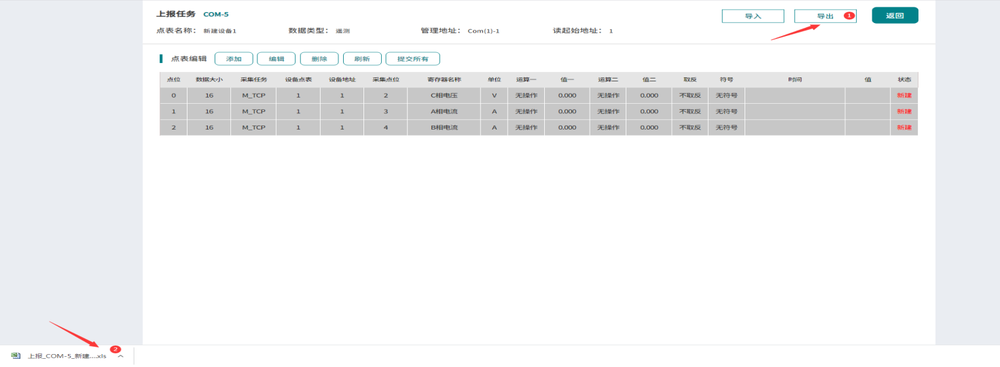 上报任务 COM-5 导入 导出 1 返回
点表名称： 新建设备1 数据类型： 遥测 管理地址： Com(1)-1 读起始地址： 1
点表编辑 添加 编辑 删除 刷新 提交所有
点位 数据大小 采集任务 设备点表 设备地址 采集点位 寄存器名称 单位 运算一 值一 运算二 值二 取反 符号 时间 值 状态
0 16 M_TCP 1 1 2 C相电压 V 无操作 0.000 无操作 0.000 不取反 无符号 新建
1 16 M_TCP 1 1 3 A相电流 A 无操作 0.000 无操作 0.000 不取反 无符号 新建
2 16 M_TCP 1 1 4 B相电流 A 无操作 0.000 无操作 0.000 不取反 无符号 新建
2
上报_COM-5_新建....xls